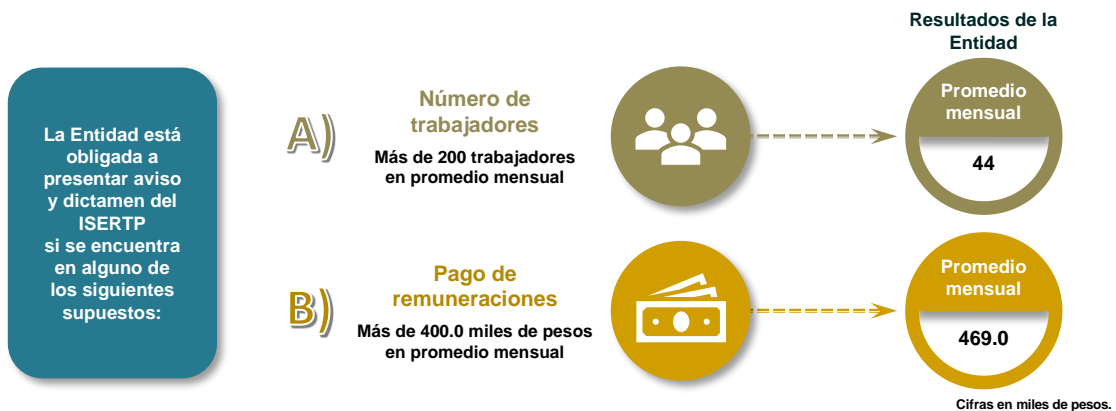 La Entidad está
obligada a
presentar aviso
y dictamen del
ISERTP
si se encuentra
en alguno de
los siguientes
supuestos:
A)
Número de
trabajadores
Más de 200 trabajadores
en promedio mensual
Resultados de la
Entidad
Promedio
mensual
44
B)
Pago de
remuneraciones
Más de 400.0 miles de pesos
en promedio mensual
Promedio
mensual
469.0
Cifras en miles de pesos.